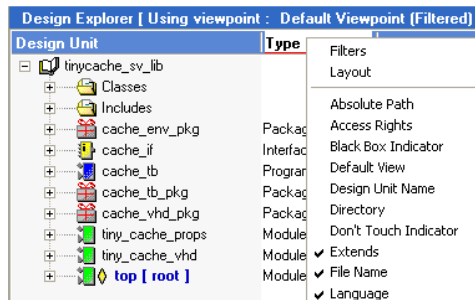 Design Explorer [ Using viewpoint : Default Viewpoint (Filtered)
Design Unit Type
tinycache_sv_lib
Classes
Includes
cache_env_pkg Packag
cache_if Interfac
cache_tb Program
cache_tb_pkg Packag
cache_vhd_pkg Packag
tiny_cache_props Module
tiny_cache_vhd Module
top [ root ] Module
Filters
Layout
Absolute Path
Access Rights
Black Box Indicator
Default View
Design Unit Name
Directory
Don't Touch Indicator
Extends
File Name
Language